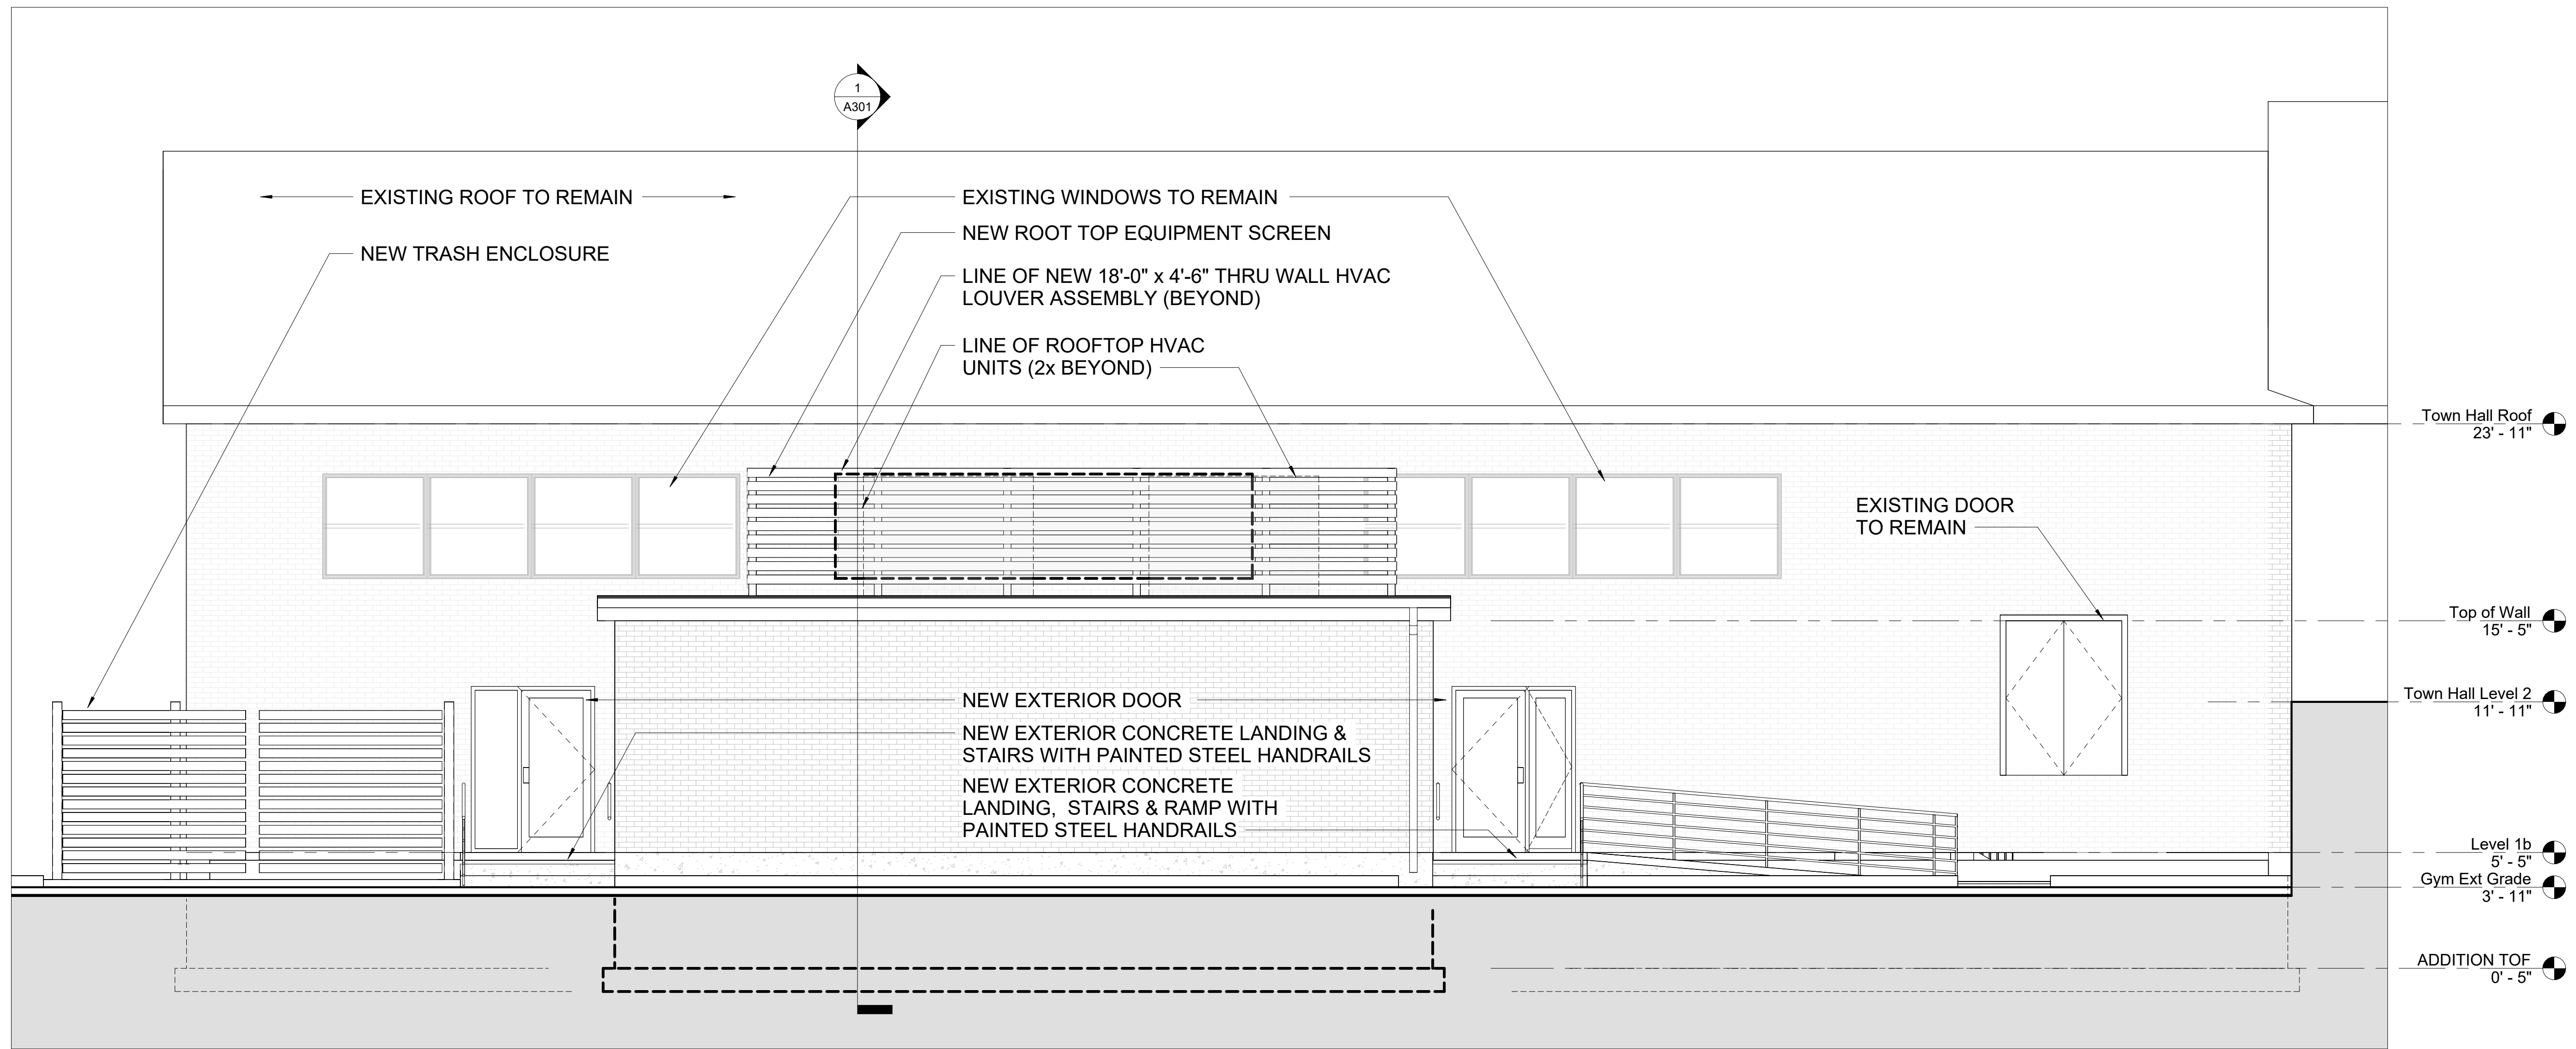 1
A301
EXISTING ROOF TO REMAIN
NEW TRASH ENCLOSURE
EXISTING WINDOWS TO REMAIN
NEW ROOT TOP EQUIPMENT SCREEN
LINE OF NEW 18'-0" x 4'-6" THRU WALL HVAC
LOUVER ASSEMBLY (BEYOND)
LINE OF ROOFTOP HVAC
UNITS (2x BEYOND)
EXISTING DOOR
TO REMAIN
NEW EXTERIOR DOOR
NEW EXTERIOR CONCRETE LANDING &
STAIRS WITH PAINTED STEEL HANDRAILS
NEW EXTERIOR CONCRETE
LANDING, STAIRS & RAMP WITH
PAINTED STEEL HANDRAILS
Town Hall Roof
23' - 11"
Top of Wall
15' - 5"
Town Hall Level 2
11' - 11"
Level 1b
5' - 5"
Gym Ext Grade
3' - 11"
ADDITION TOF
0' - 5"